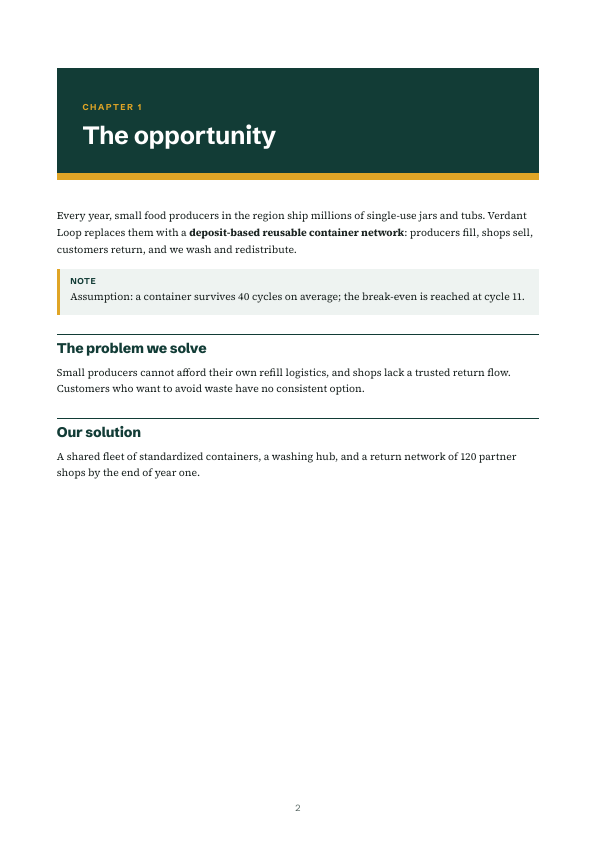 CHAPTER 1
The opportunity
Every year, small food producers in the region ship millions of single-use jars and tubs. Verdant
Loop replaces them with a deposit-based reusable container network: producers fill, shops sell,
customers return, and we wash and redistribute.
NOTE
Assumption: a container survives 40 cycles on average; the break-even is reached at cycle 11.
The problem we solve
Small producers cannot afford their own refill logistics, and shops lack a trusted return flow.
Customers who want to avoid waste have no consistent option.
Our solution
A shared fleet of standardized containers, a washing hub, and a return network of 120 partner
shops by the end of year one.
2